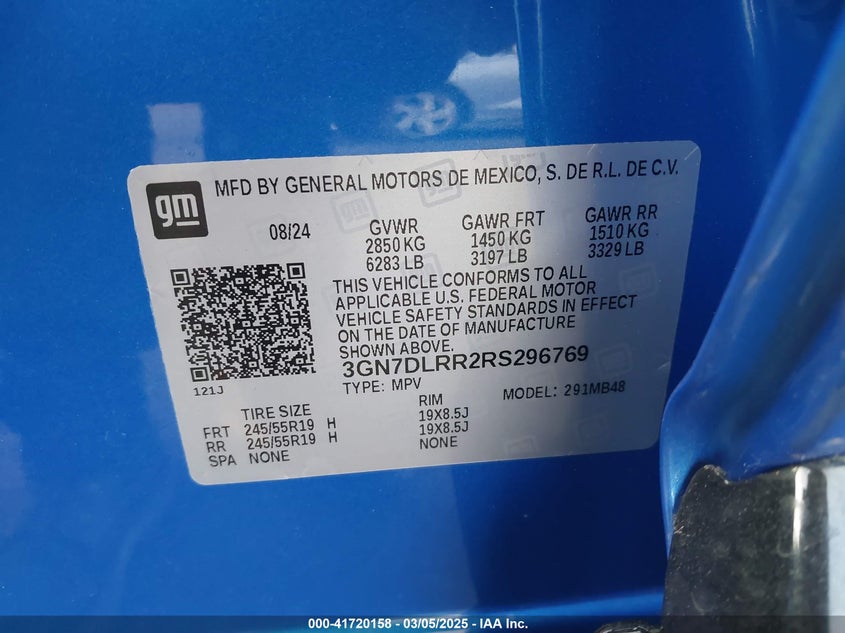 gm
MFD BY GENERAL MOTORS DE MEXICO, S. DE R.L. DE C.V.
08/24 GVWR GAWR FRT GAWR RR
2850 KG 1450 KG 1510 KG
6283 LB 3197 LB 3329 LB
THIS VEHICLE CONFORMS TO ALL
APPLICABLE U.S. FEDERAL MOTOR
VEHICLE SAFETY STANDARDS IN EFFECT
ON THE DATE OF MANUFACTURE
SHOWN ABOVE.
3GN7DLRR2RS296769
121J TYPE: MPV MODEL: 291MB48
TIRE SIZE RIM
FRT 245/55R19 H 19X8.5J
RR 245/55R19 H 19X8.5J
SPA NONE NONE
000-41720158 - 03/05/2025 - IAA Inc.